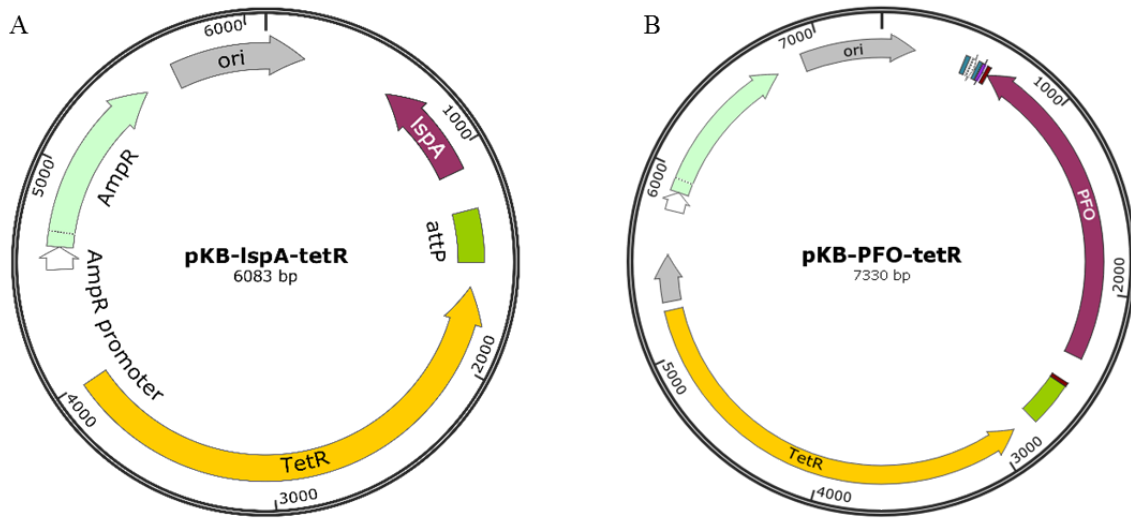 A
6000
ori
1000
lspA
5000
AmpR
attP
pKB-lspA-tetR
6083 bp
AmpR promoter
2000
4000
TetR
3000
B
7000
ori
1000
6000
PFO
pKB-PFO-tetR
7330 bp
2000
5000
TetR
3000
4000